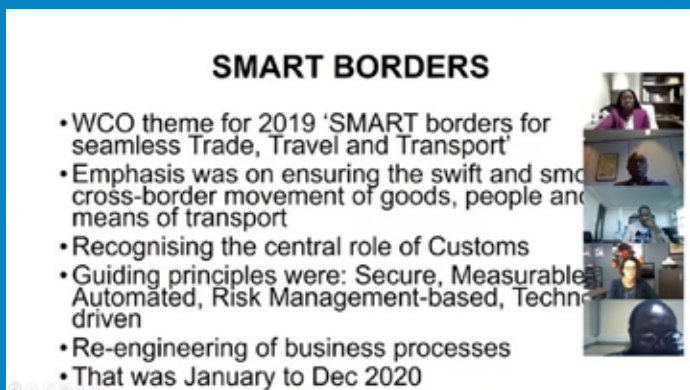 SMART BORDERS
• WCO theme for 2019 ‘SMART borders for
seamless Trade, Travel and Transport’
• Emphasis was on ensuring the swift and smo
cross-border movement of goods, people and
means of transport
• Recognising the central role of Customs
• Guiding principles were: Secure, Measurable
Automated, Risk Management-based, Techno
driven
• Re-engineering of business processes
• That was January to Dec 2020